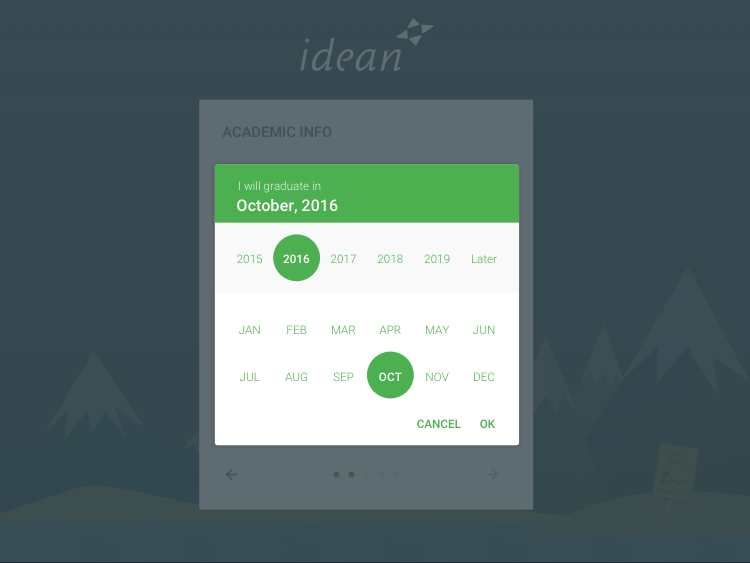 idean
ACADEMIC INFO
I will graduate in
October, 2016
2015 2016 2017 2018 2019 Later
JAN FEB MAR APR MAY JUN
JUL AUG SEP OCT NOV DEC
CANCEL OK